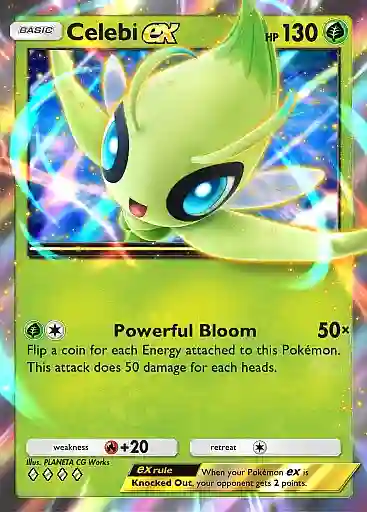 BASIC Celebi ex HP 130
Powerful Bloom 50×
Flip a coin for each Energy attached to this Pokémon.
This attack does 50 damage for each heads.
weakness +20 retreat
Illus. PLANETA CG Works
ex rule When your Pokémon ex is
Knocked Out, your opponent gets 2 points.